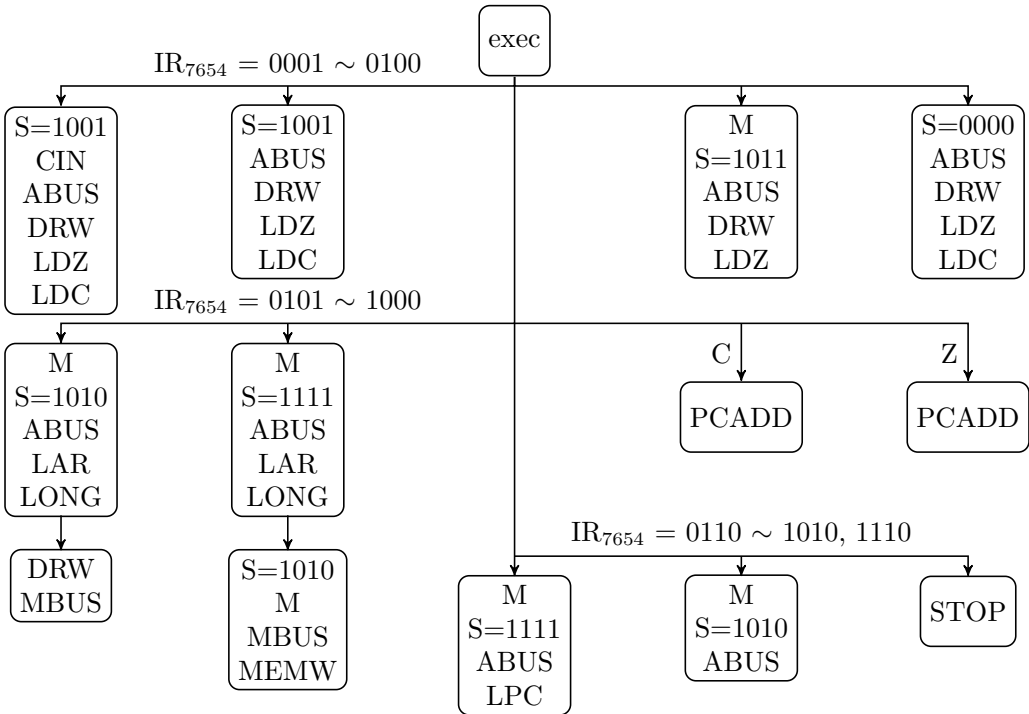 exec
IR7654 = 0001 ∼ 0100
S=1001
CIN
ABUS
DRW
LDZ
LDC
S=1001
ABUS
DRW
LDZ
LDC
M
S=1011
ABUS
DRW
LDZ
S=0000
ABUS
DRW
LDZ
LDC
IR7654 = 0101 ∼ 1000
M
S=1010
ABUS
LAR
LONG
M
S=1111
ABUS
LAR
LONG
C
PCADD
Z
PCADD
DRW
MBUS
S=1010
M
MBUS
MEMW
IR7654 = 0110 ∼ 1010, 1110
M
S=1111
ABUS
LPC
M
S=1010
ABUS
STOP